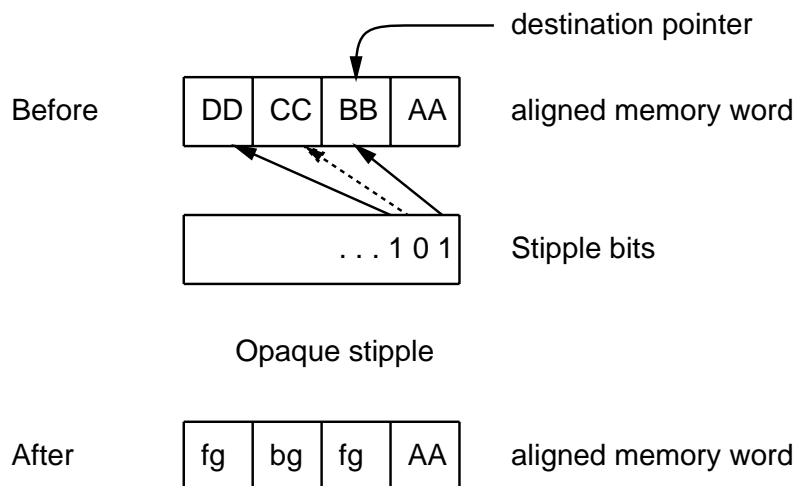 destination pointer
Before DD CC BB AA aligned memory word
. . . 1 0 1 Stipple bits
Opaque stipple
After fg bg fg AA aligned memory word